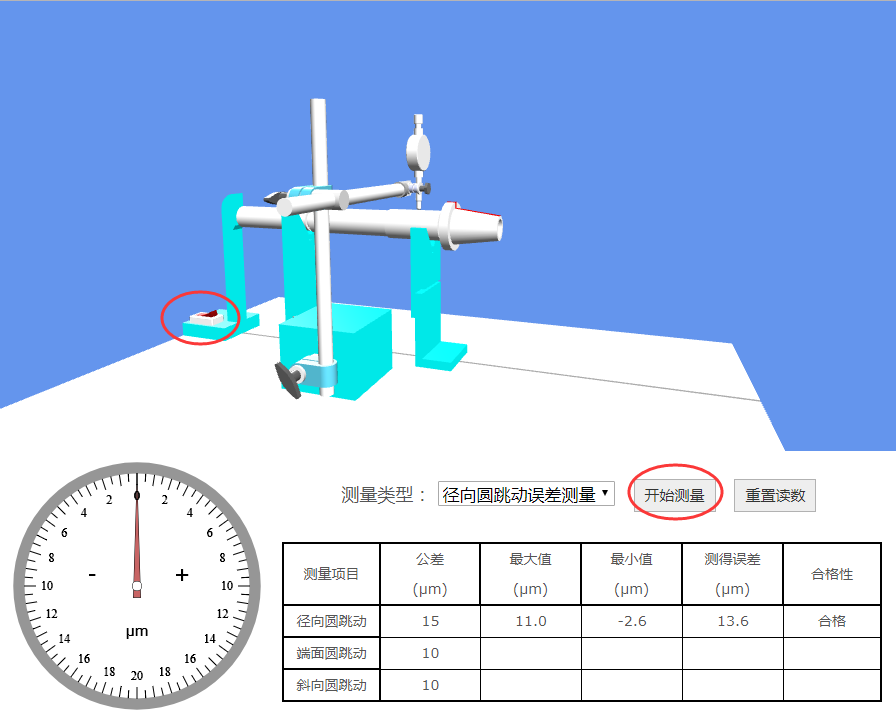 测量类型： 径向圆跳动误差测量 开始测量 重置读数
0
2 2
4 4
6 6
8 8
10 10
12 12
14 14
16 16
18 18
20
- +
μm
测量项目 公差 (μm) 最大值 (μm) 最小值 (μm) 测得误差 (μm) 合格性
径向圆跳动 15 11.0 -2.6 13.6 合格
端面圆跳动 10
斜向圆跳动 10